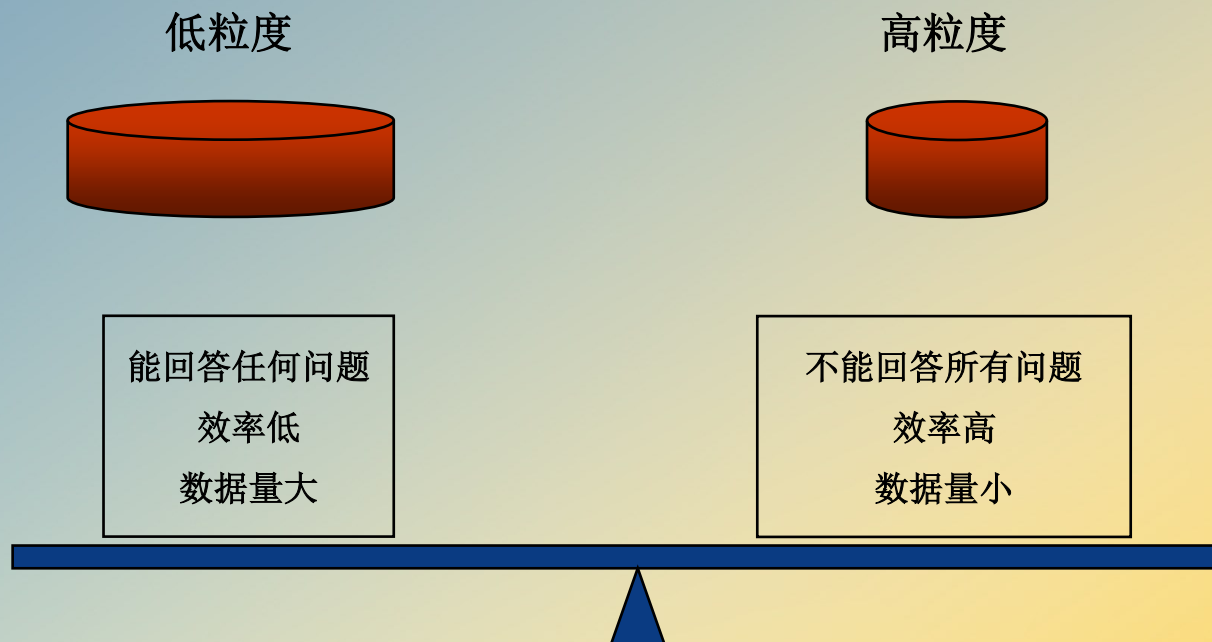 低粒度
高粒度
能回答任何问题
效率低
数据量大
不能回答所有问题
效率高
数据量小